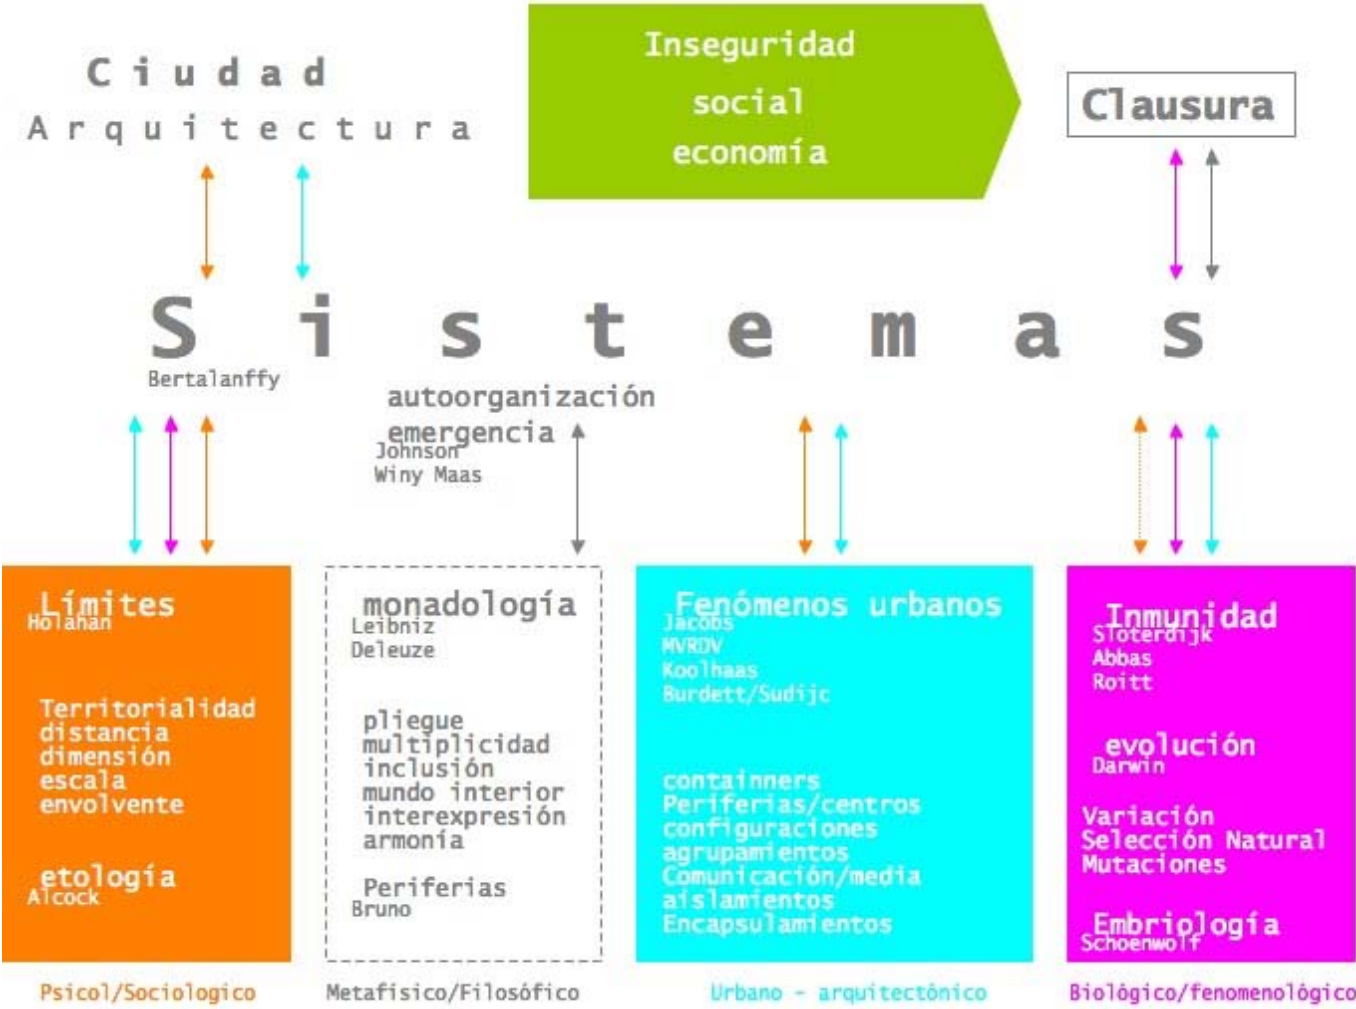 Ciudad
Arquitectura
Inseguridad
social
economía
Clausura
Sistemas
Bertalanffy
autoorganización
emergencia
Johnson
Winy Maas
Límites
Holahan
Territorialidad
distancia
dimensión
escala
envolvente
etología
Alcock
Psicol/Sociologico
monadología
Leibniz
Deleuze
pliegue
multiplicidad
inclusión
mundo interior
interexpresión
armonía
Periferias
Bruno
Metafisico/Filosófico
Fenómenos urbanos
Jacobs
MVRDV
Koolhaas
Burdett/Sudijc
containners
Periferias/centros
configuraciones
agrupamientos
Comunicación/media
aislamientos
Encapsulamientos
Urbano - arquitectónico
Inmunidad
Sloterdijk
Abbas
Roitt
evolución
Darwin
Variación
Selección Natural
Mutaciones
Embriología
Schoenwolf
Biológico/fenomenológico